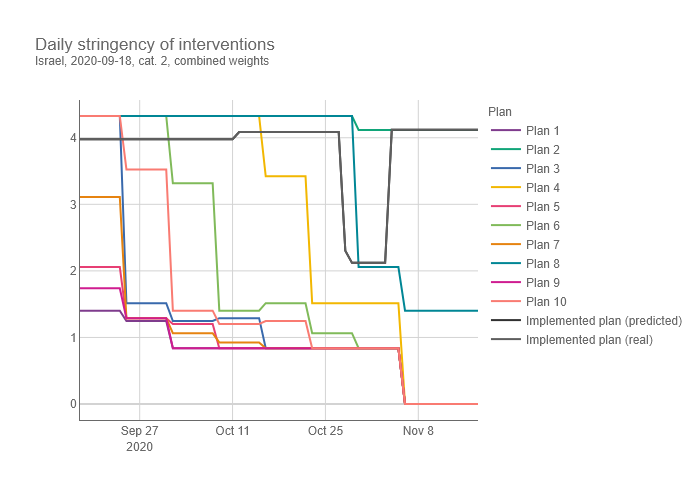 Daily stringency of interventions
Israel, 2020-09-18, cat. 2, combined weights
Plan
Plan 1
Plan 2
Plan 3
Plan 4
Plan 5
Plan 6
Plan 7
Plan 8
Plan 9
Plan 10
Implemented plan (predicted)
Implemented plan (real)
4
3
2
1
0
Sep 27 Oct 11 Oct 25 Nov 8
2020